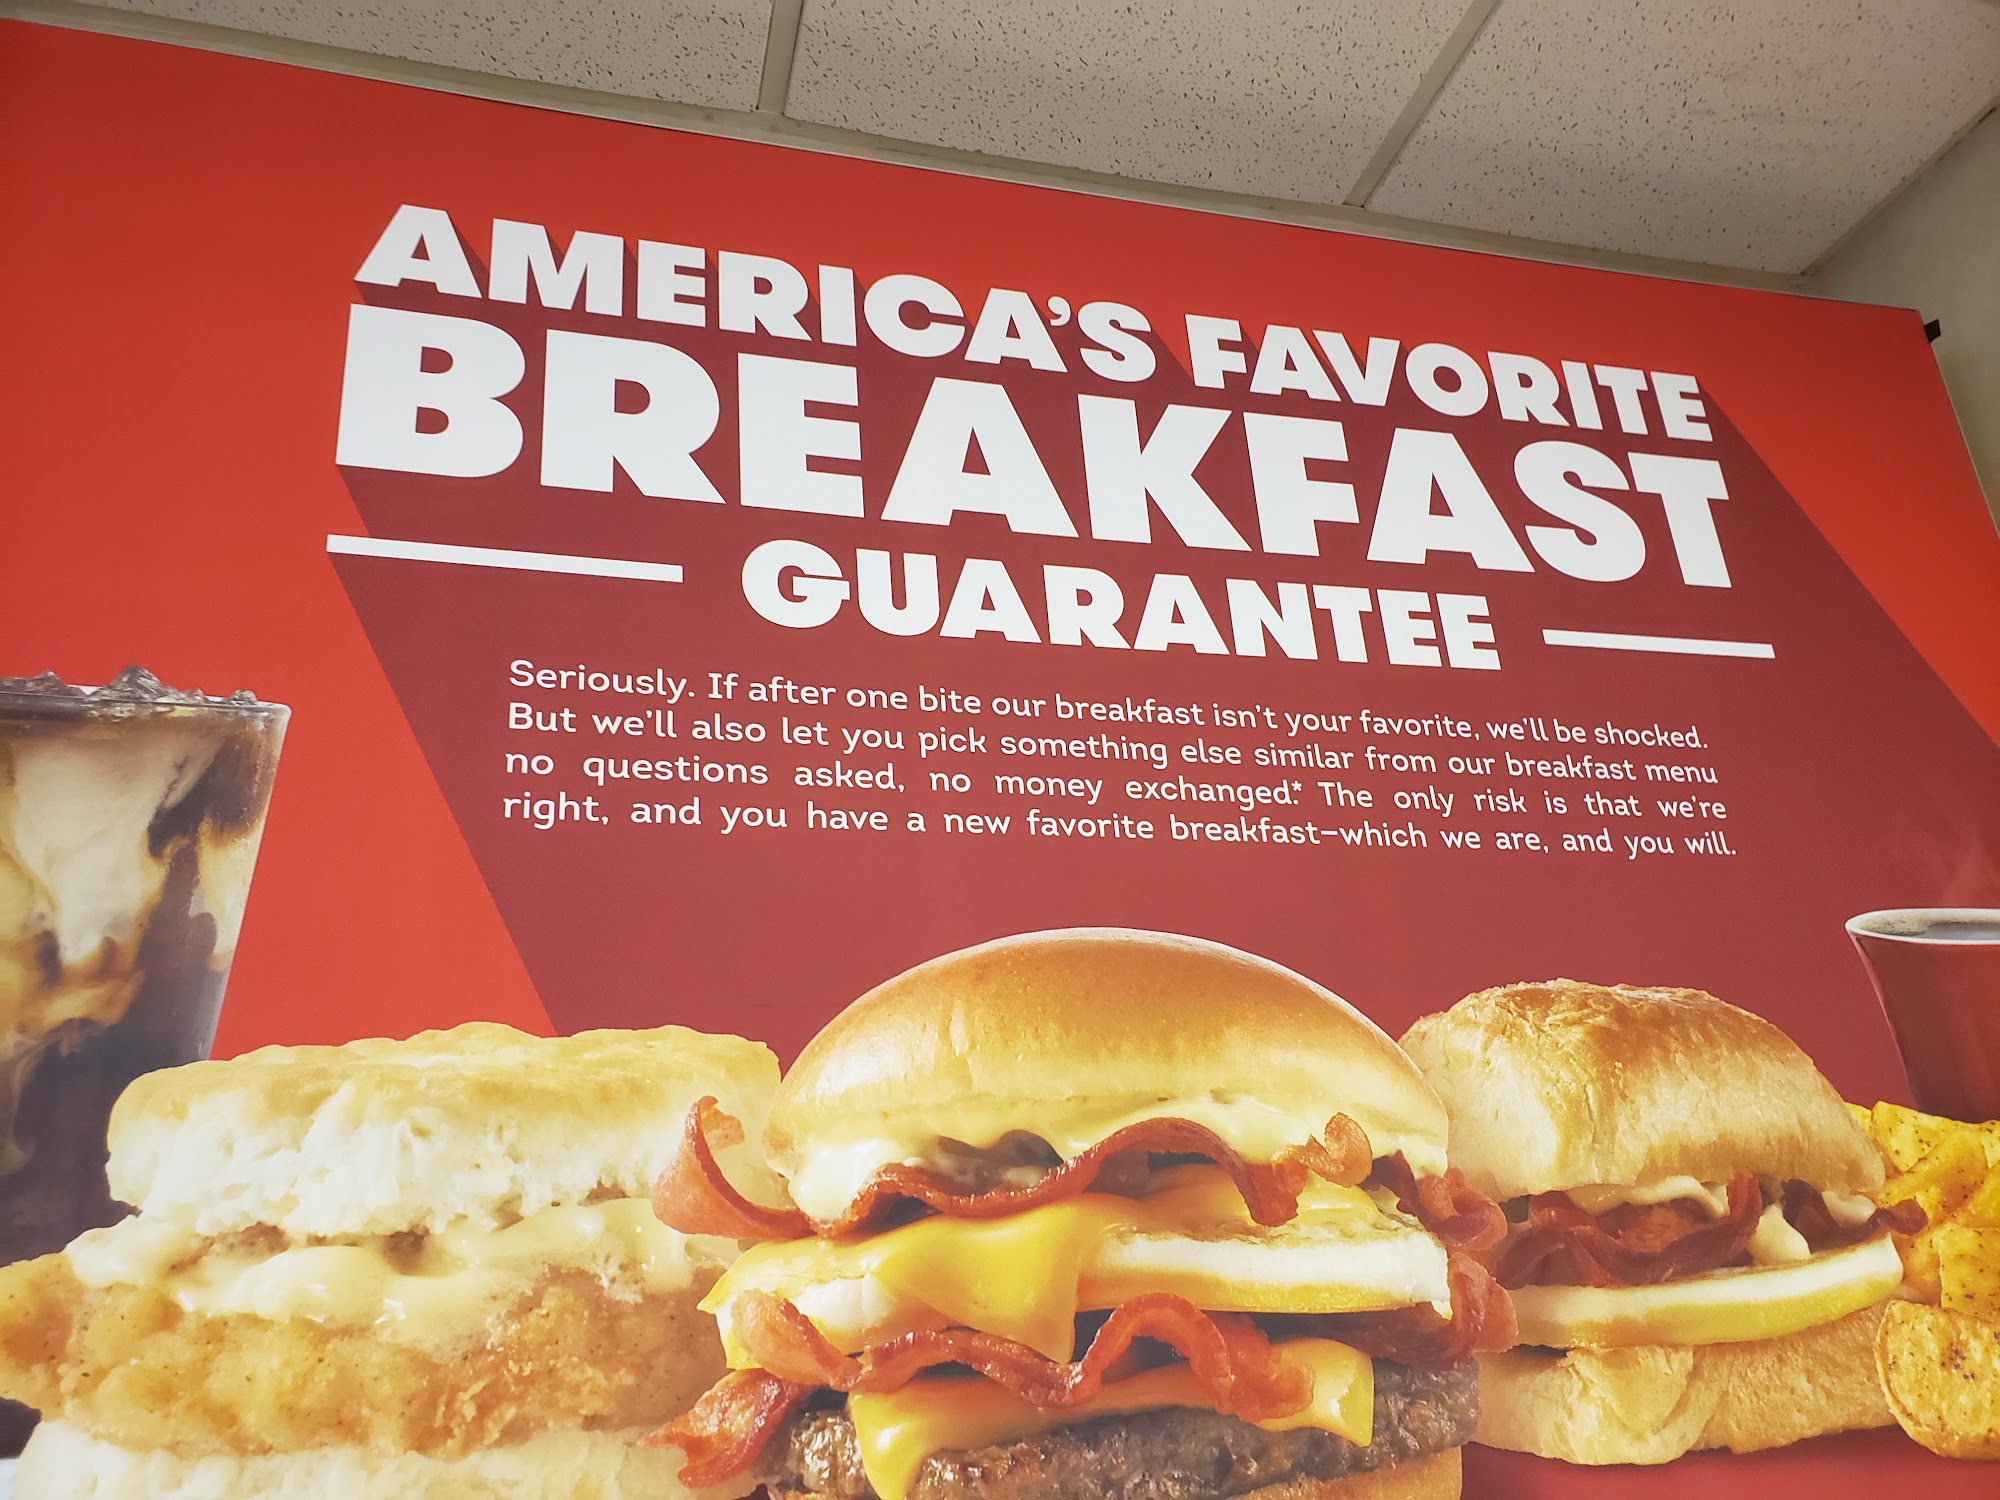 AMERICA'S FAVORITE
BREAKFAST
GUARANTEE
Seriously. If after one bite our breakfast isn't your favorite, we'll be shocked.
But we'll also let you pick something else similar from our breakfast menu
no questions asked, no money exchanged.* The only risk is that we're
right, and you have a new favorite breakfast—which we are, and you will.